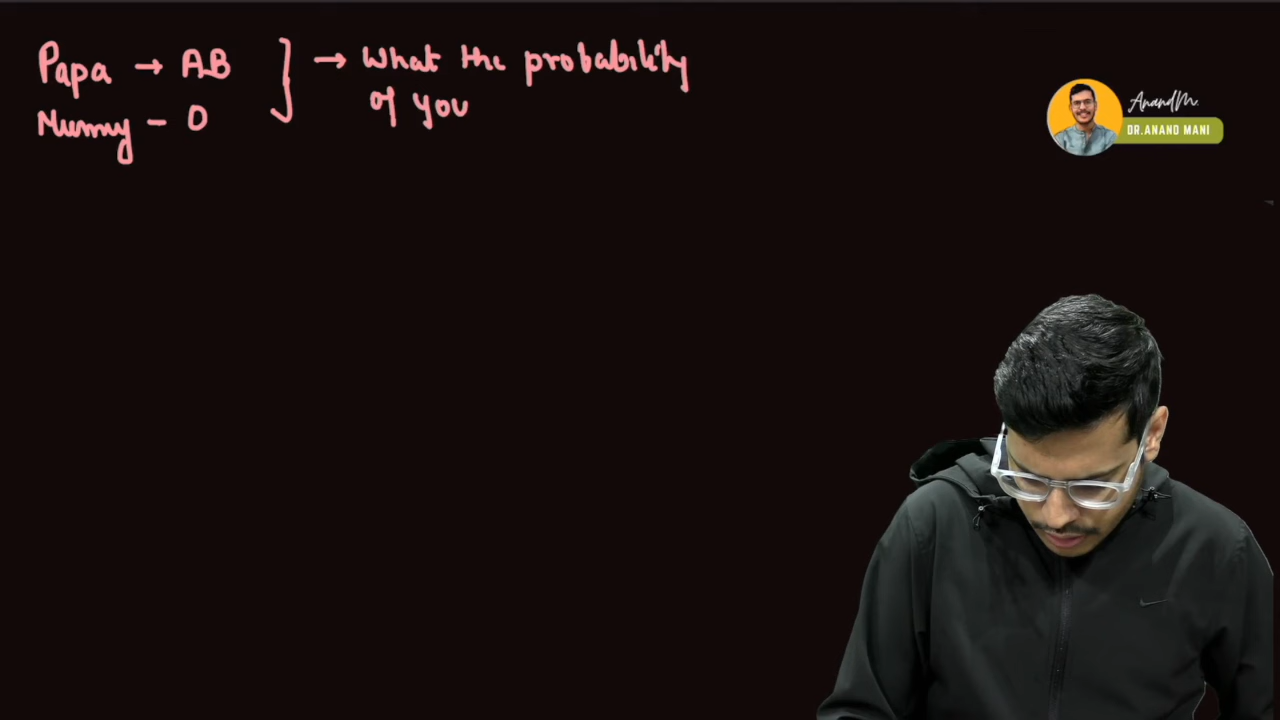 Papa → AB } → What the probability
Mummy - O of you
AnandM.
DR.ANAND MANI